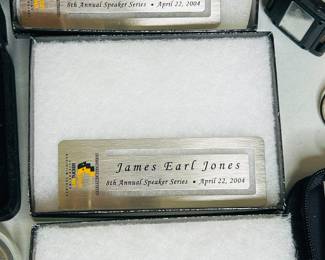 8th Annual Speaker Series • April 22, 2004
James Earl Jones
8th Annual Speaker Series • April 22, 2004